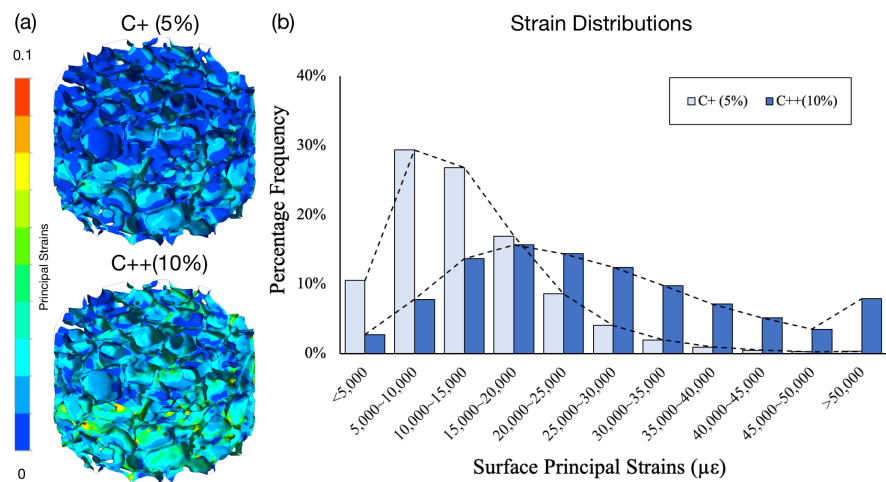 (a)
C+ (5%)
0.1
Principal Strains
C++(10%)
0
(b)
Strain Distributions
40%
30%
20%
10%
0%
Percentage Frequency
C+ (5%)
C++(10%)
<5,000
5,000~10,000
10,000~15,000
15,000~20,000
20,000~25,000
25,000~30,000
30,000~35,000
35,000~40,000
40,000~45,000
45,000~50,000
>50,000
Surface Principal Strains (με)